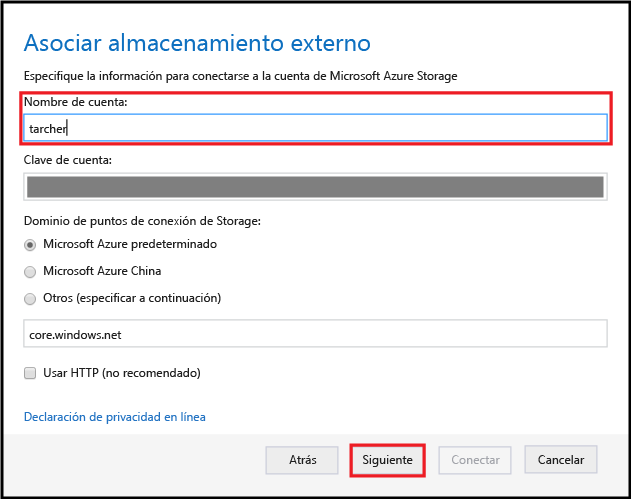 Asociar almacenamiento externo
Especifique la información para conectarse a la cuenta de Microsoft Azure Storage
Nombre de cuenta:
tarcher
Clave de cuenta:
Dominio de puntos de conexión de Storage:
Microsoft Azure predeterminado
Microsoft Azure China
Otros (especificar a continuación)
core.windows.net
Usar HTTP (no recomendado)
Declaración de privacidad en línea
Atrás Siguiente Conectar Cancelar